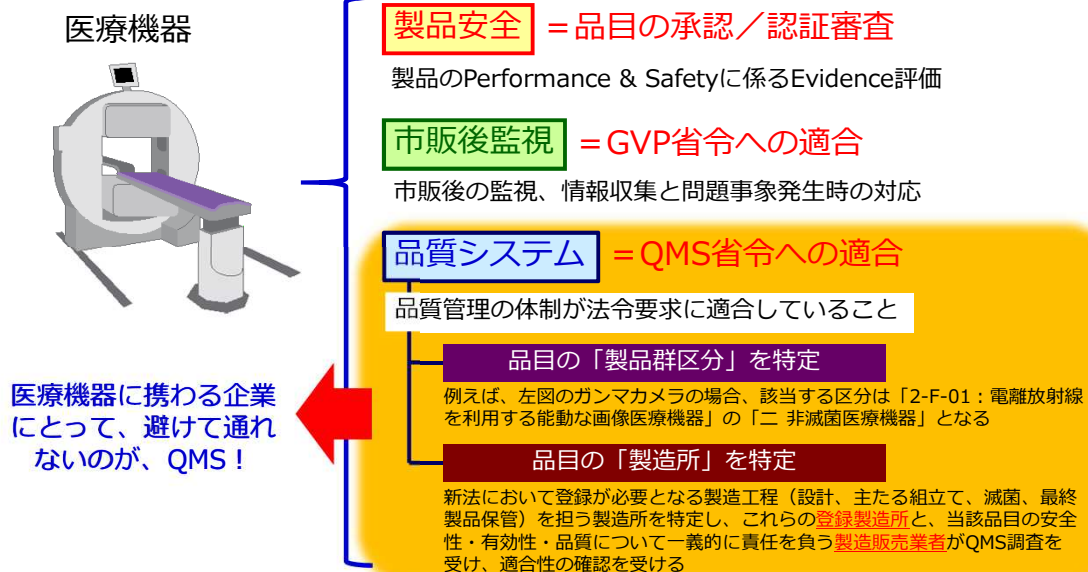 医療機器
製品安全 ＝品目の承認／認証審査
製品のPerformance & Safetyに係るEvidence評価
市販後監視 ＝GVP省令への適合
市販後の監視、情報収集と問題事象発生時の対応
品質システム ＝QMS省令への適合
品質管理の体制が法令要求に適合していること
品目の「製品群区分」を特定
例えば、左図のガンマカメラの場合、該当する区分は「2-F-01：電離放射線
を利用する能動な画像医療機器」の「二 非滅菌医療機器」となる
品目の「製造所」を特定
新法において登録が必要となる製造工程（設計、主たる組立て、滅菌、最終
製品保管）を担う製造所を特定し、これらの登録製造所と、当該品目の安全
性・有効性・品質について一義的に責任を負う製造販売業者がQMS調査を
受け、適合性の確認を受ける
医療機器に携わる企業
にとって、避けて通れ
ないのが、QMS！